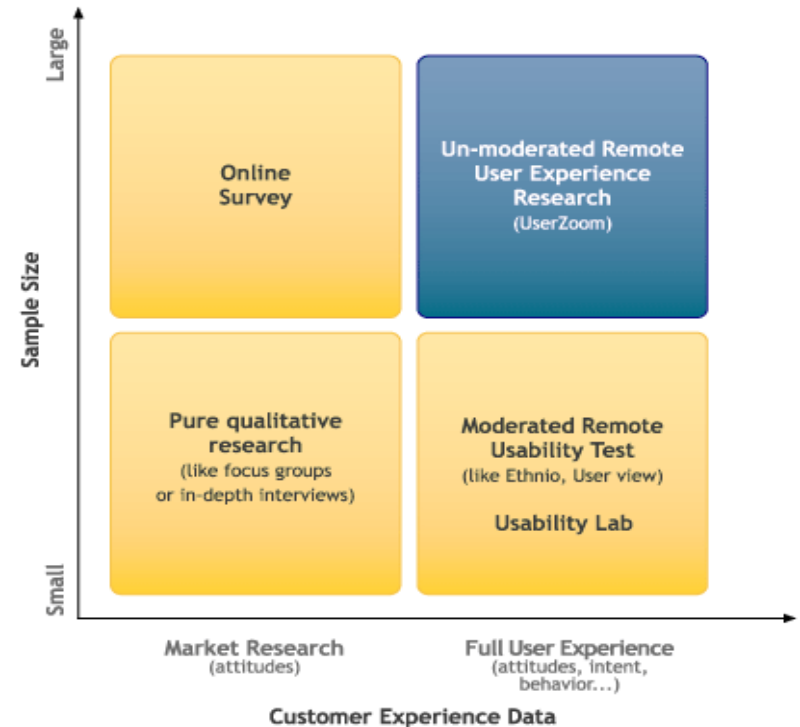 Large
Online
Survey
Un-moderated Remote
User Experience
Research
(UserZoom)
Sample Size
Pure qualitative
research
(like focus groups
or in-depth interviews)
Moderated Remote
Usability Test
(like Ethnio, User view)
Usability Lab
Small
Market Research
(attitudes)
Full User Experience
(attitudes, intent,
behavior...)
Customer Experience Data